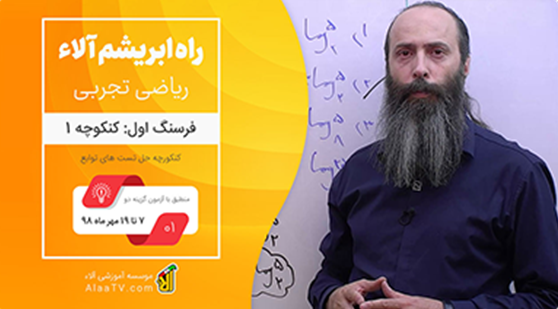 راه ابریشم آلاء
ریاضی تجربی
فرسنگ اول: کنکوچه ۱
کنکورچه حل تست های توابع
منطبق با آزمون گزینه دو
۷ تا ۱۹ مهر ماه ۹۸
۰۱
موسسه آموزشی آلاء
AlaaTV.com